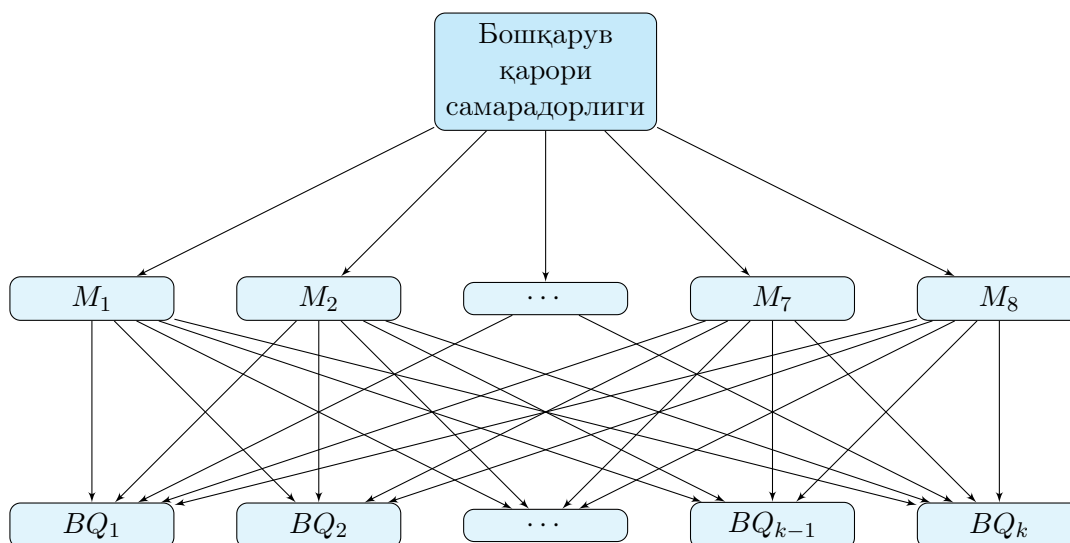 Бошқарув
қарори
самарадорлиги
M₁ M₂ ⋯ M₇ M₈
BQ₁ BQ₂ ⋯ BQₖ₋₁ BQₖ